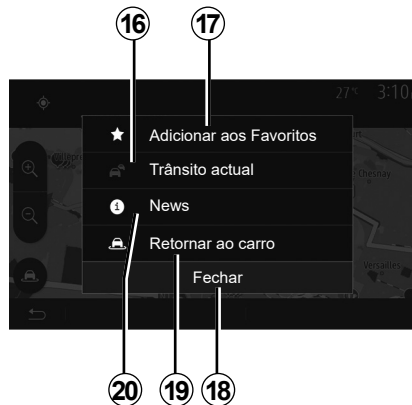 16 17
27 °C 3:10
Adicionar aos Favoritos
Trânsito actual
Chesnay
News
Retornar ao carro
Versailles
Fechar
20 19 18